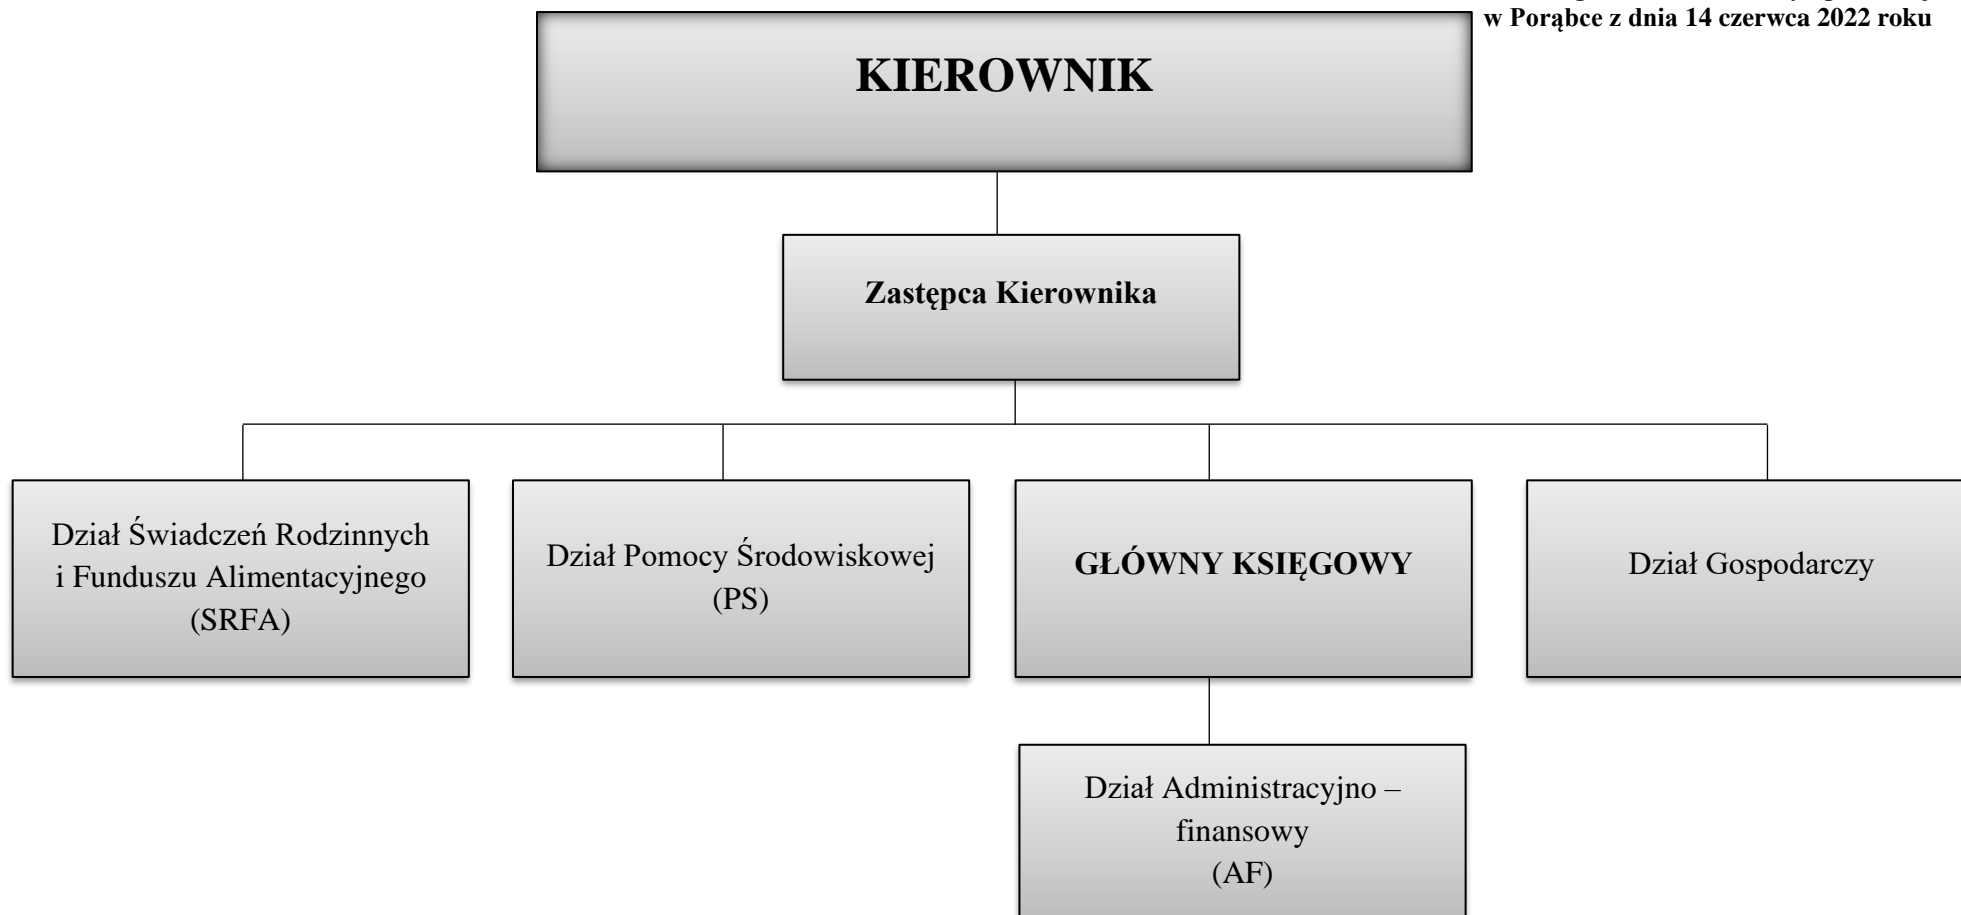 w Porąbce z dnia 14 czerwca 2022 roku
KIEROWNIK
Zastępca Kierownika
Dział Świadczeń Rodzinnych
i Funduszu Alimentacyjnego
(SRFA)
Dział Pomocy Środowiskowej
(PS)
GŁÓWNY KSIĘGOWY
Dział Gospodarczy
Dział Administracyjno –
finansowy
(AF)